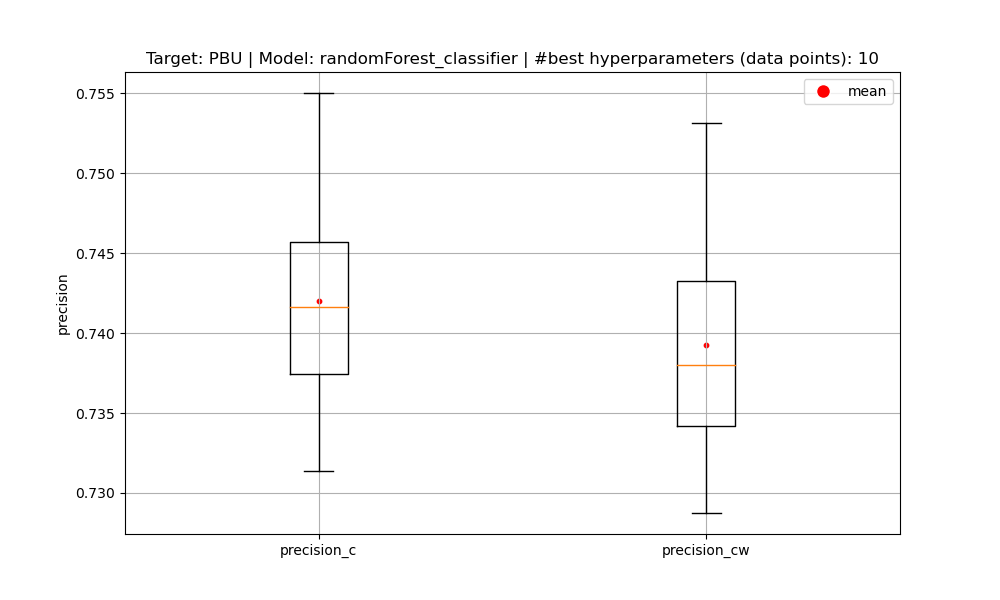 Target: PBU | Model: randomForest_classifier | #best hyperparameters (data points): 10
mean
0.755
0.750
0.745
0.740
0.735
0.730
precision
precision_c
precision_cw